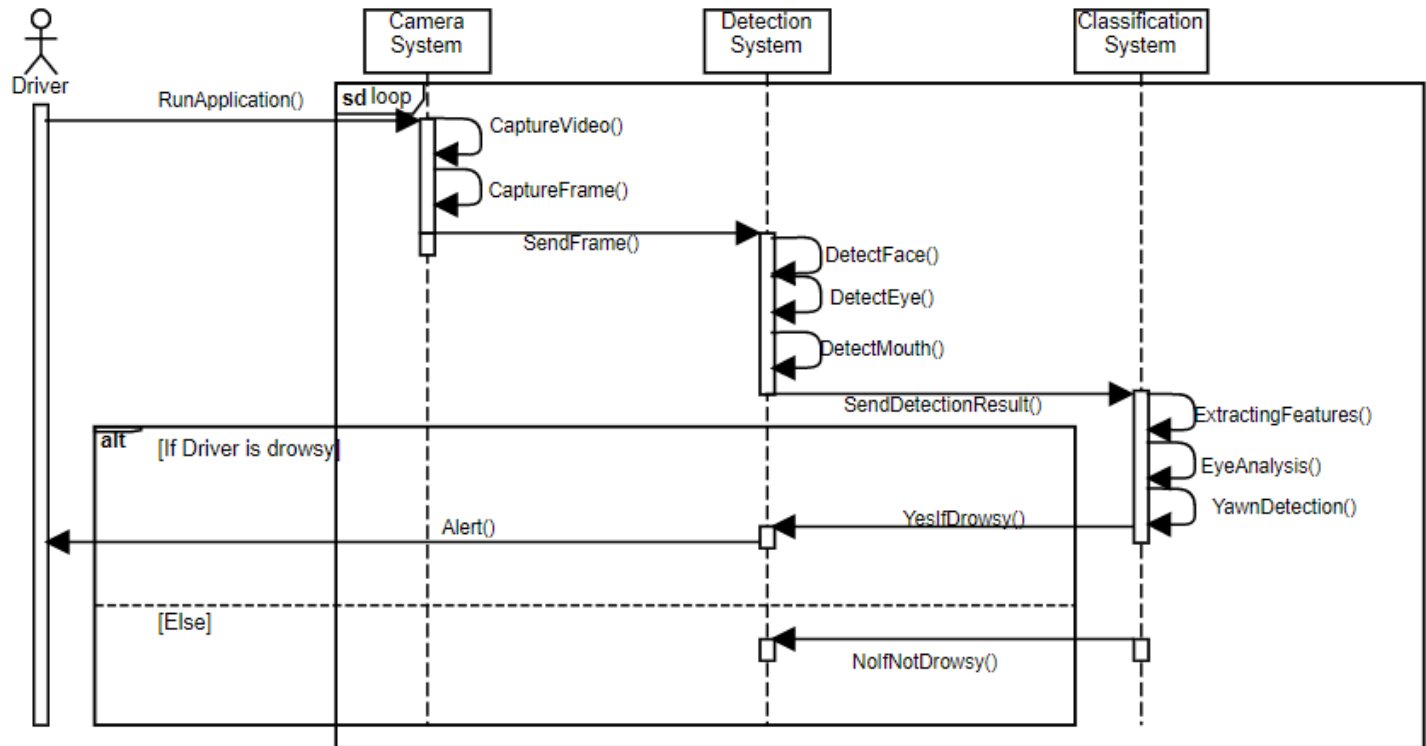 Camera
System
Detection
System
Classification
System
Driver
RunApplication()
sd loop
CaptureVideo()
CaptureFrame()
SendFrame()
DetectFace()
DetectEye()
DetectMouth()
SendDetectionResult()
ExtractingFeatures()
alt
[If Driver is drowsy]
EyeAnalysis()
YawnDetection()
YesIfDrowsy()
Alert()
[Else]
NoIfNotDrowsy()